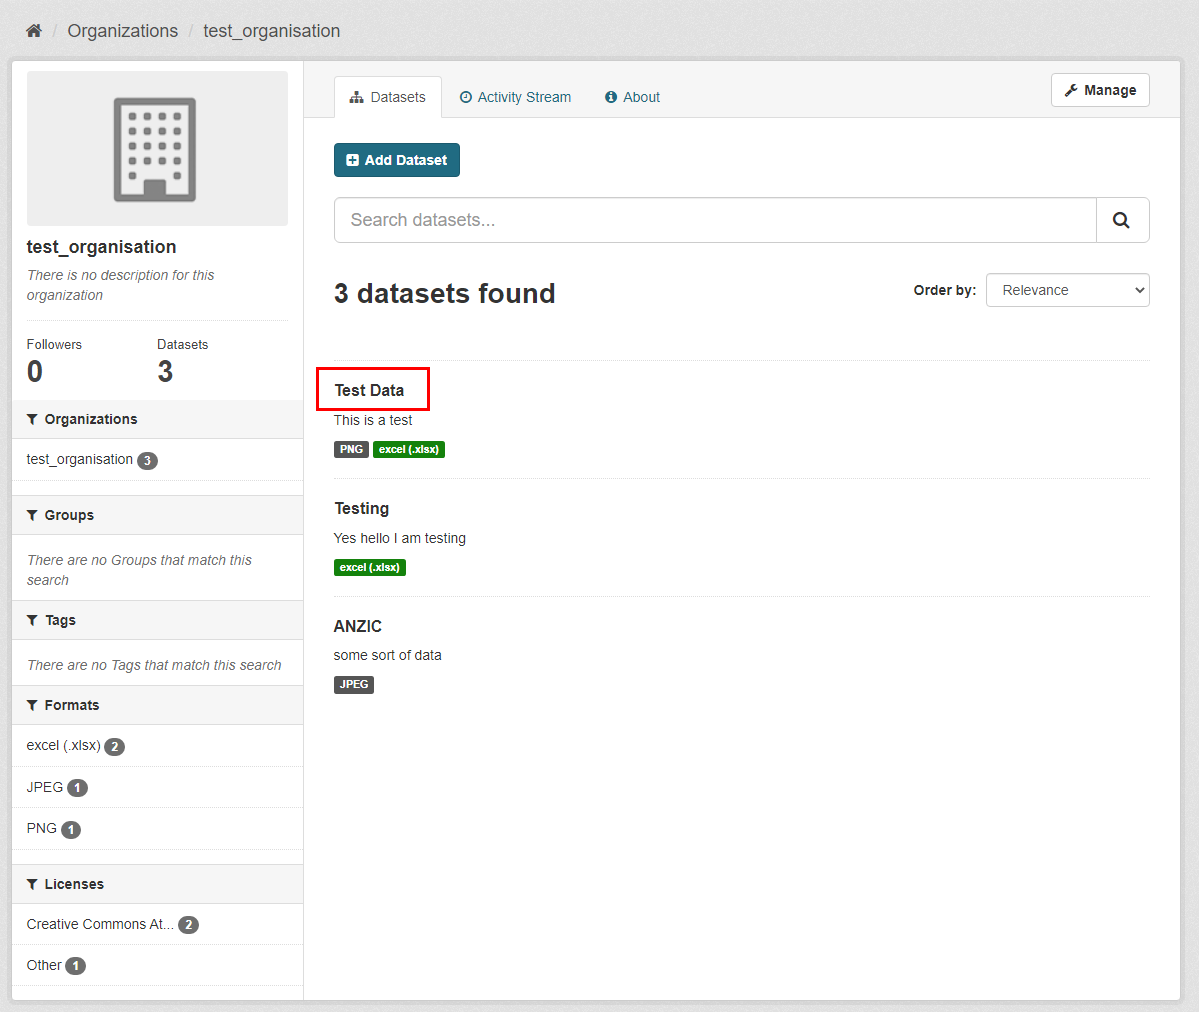 / Organizations / test_organisation
test_organisation
There is no description for this
organization
Followers Datasets
0 3
Organizations
test_organisation 3
Groups
There are no Groups that match this
search
Tags
There are no Tags that match this search
Formats
excel (.xlsx) 2
JPEG 1
PNG 1
Licenses
Creative Commons At... 2
Other 1
Datasets Activity Stream About Manage
Add Dataset
Search datasets...
3 datasets found Order by: Relevance
Test Data
This is a test
PNG excel (.xlsx)
Testing
Yes hello I am testing
excel (.xlsx)
ANZIC
some sort of data
JPEG